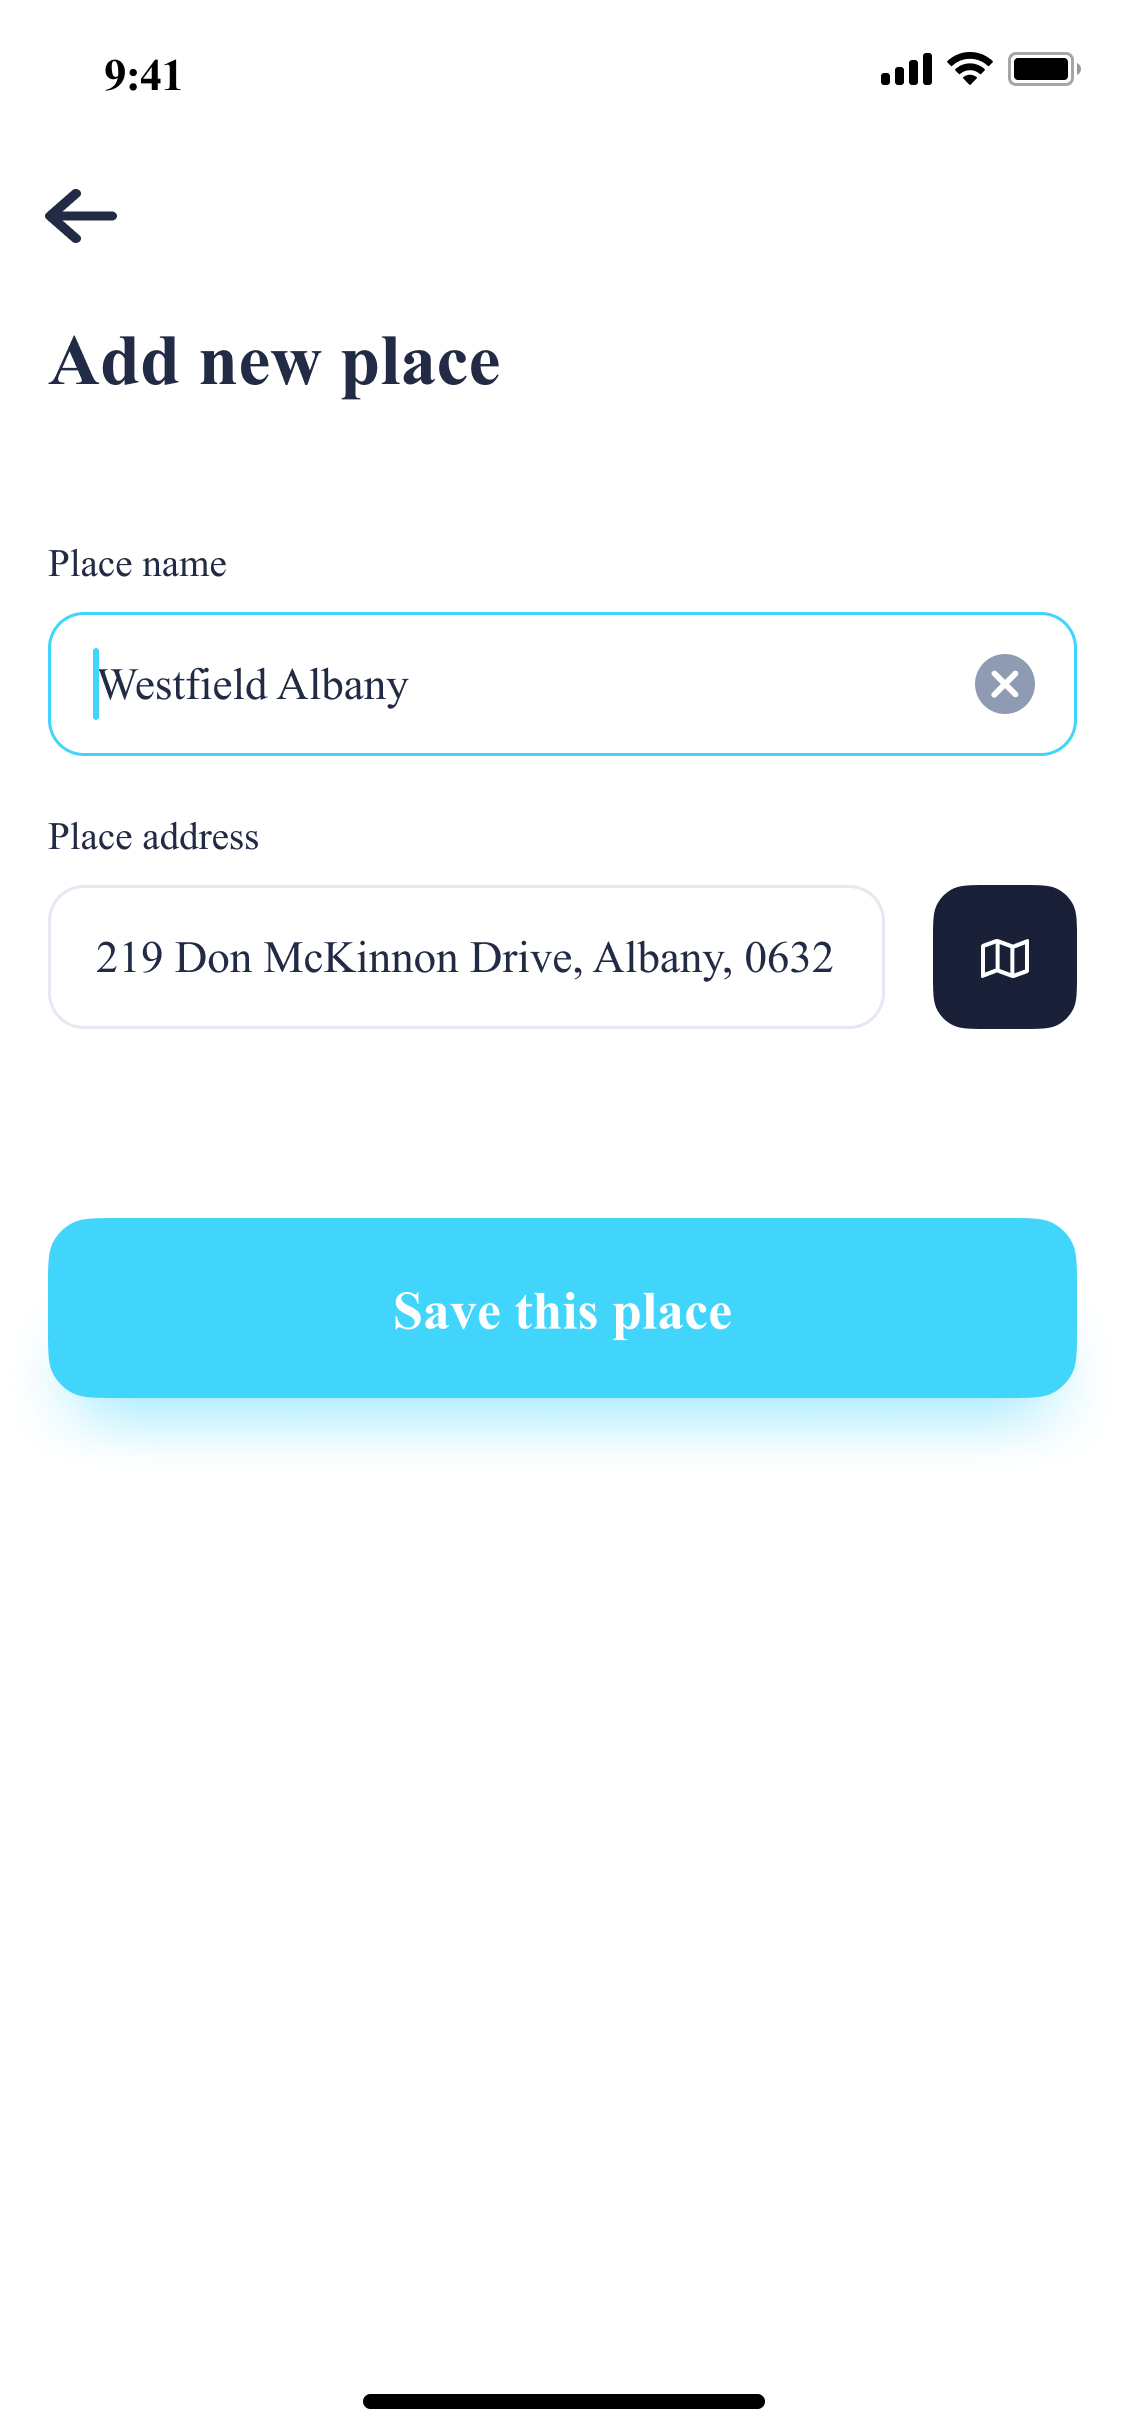 9:41
Add new place
Place name
Westfield Albany
Place address
219 Don McKinnon Drive, Albany, 0632
Save this place